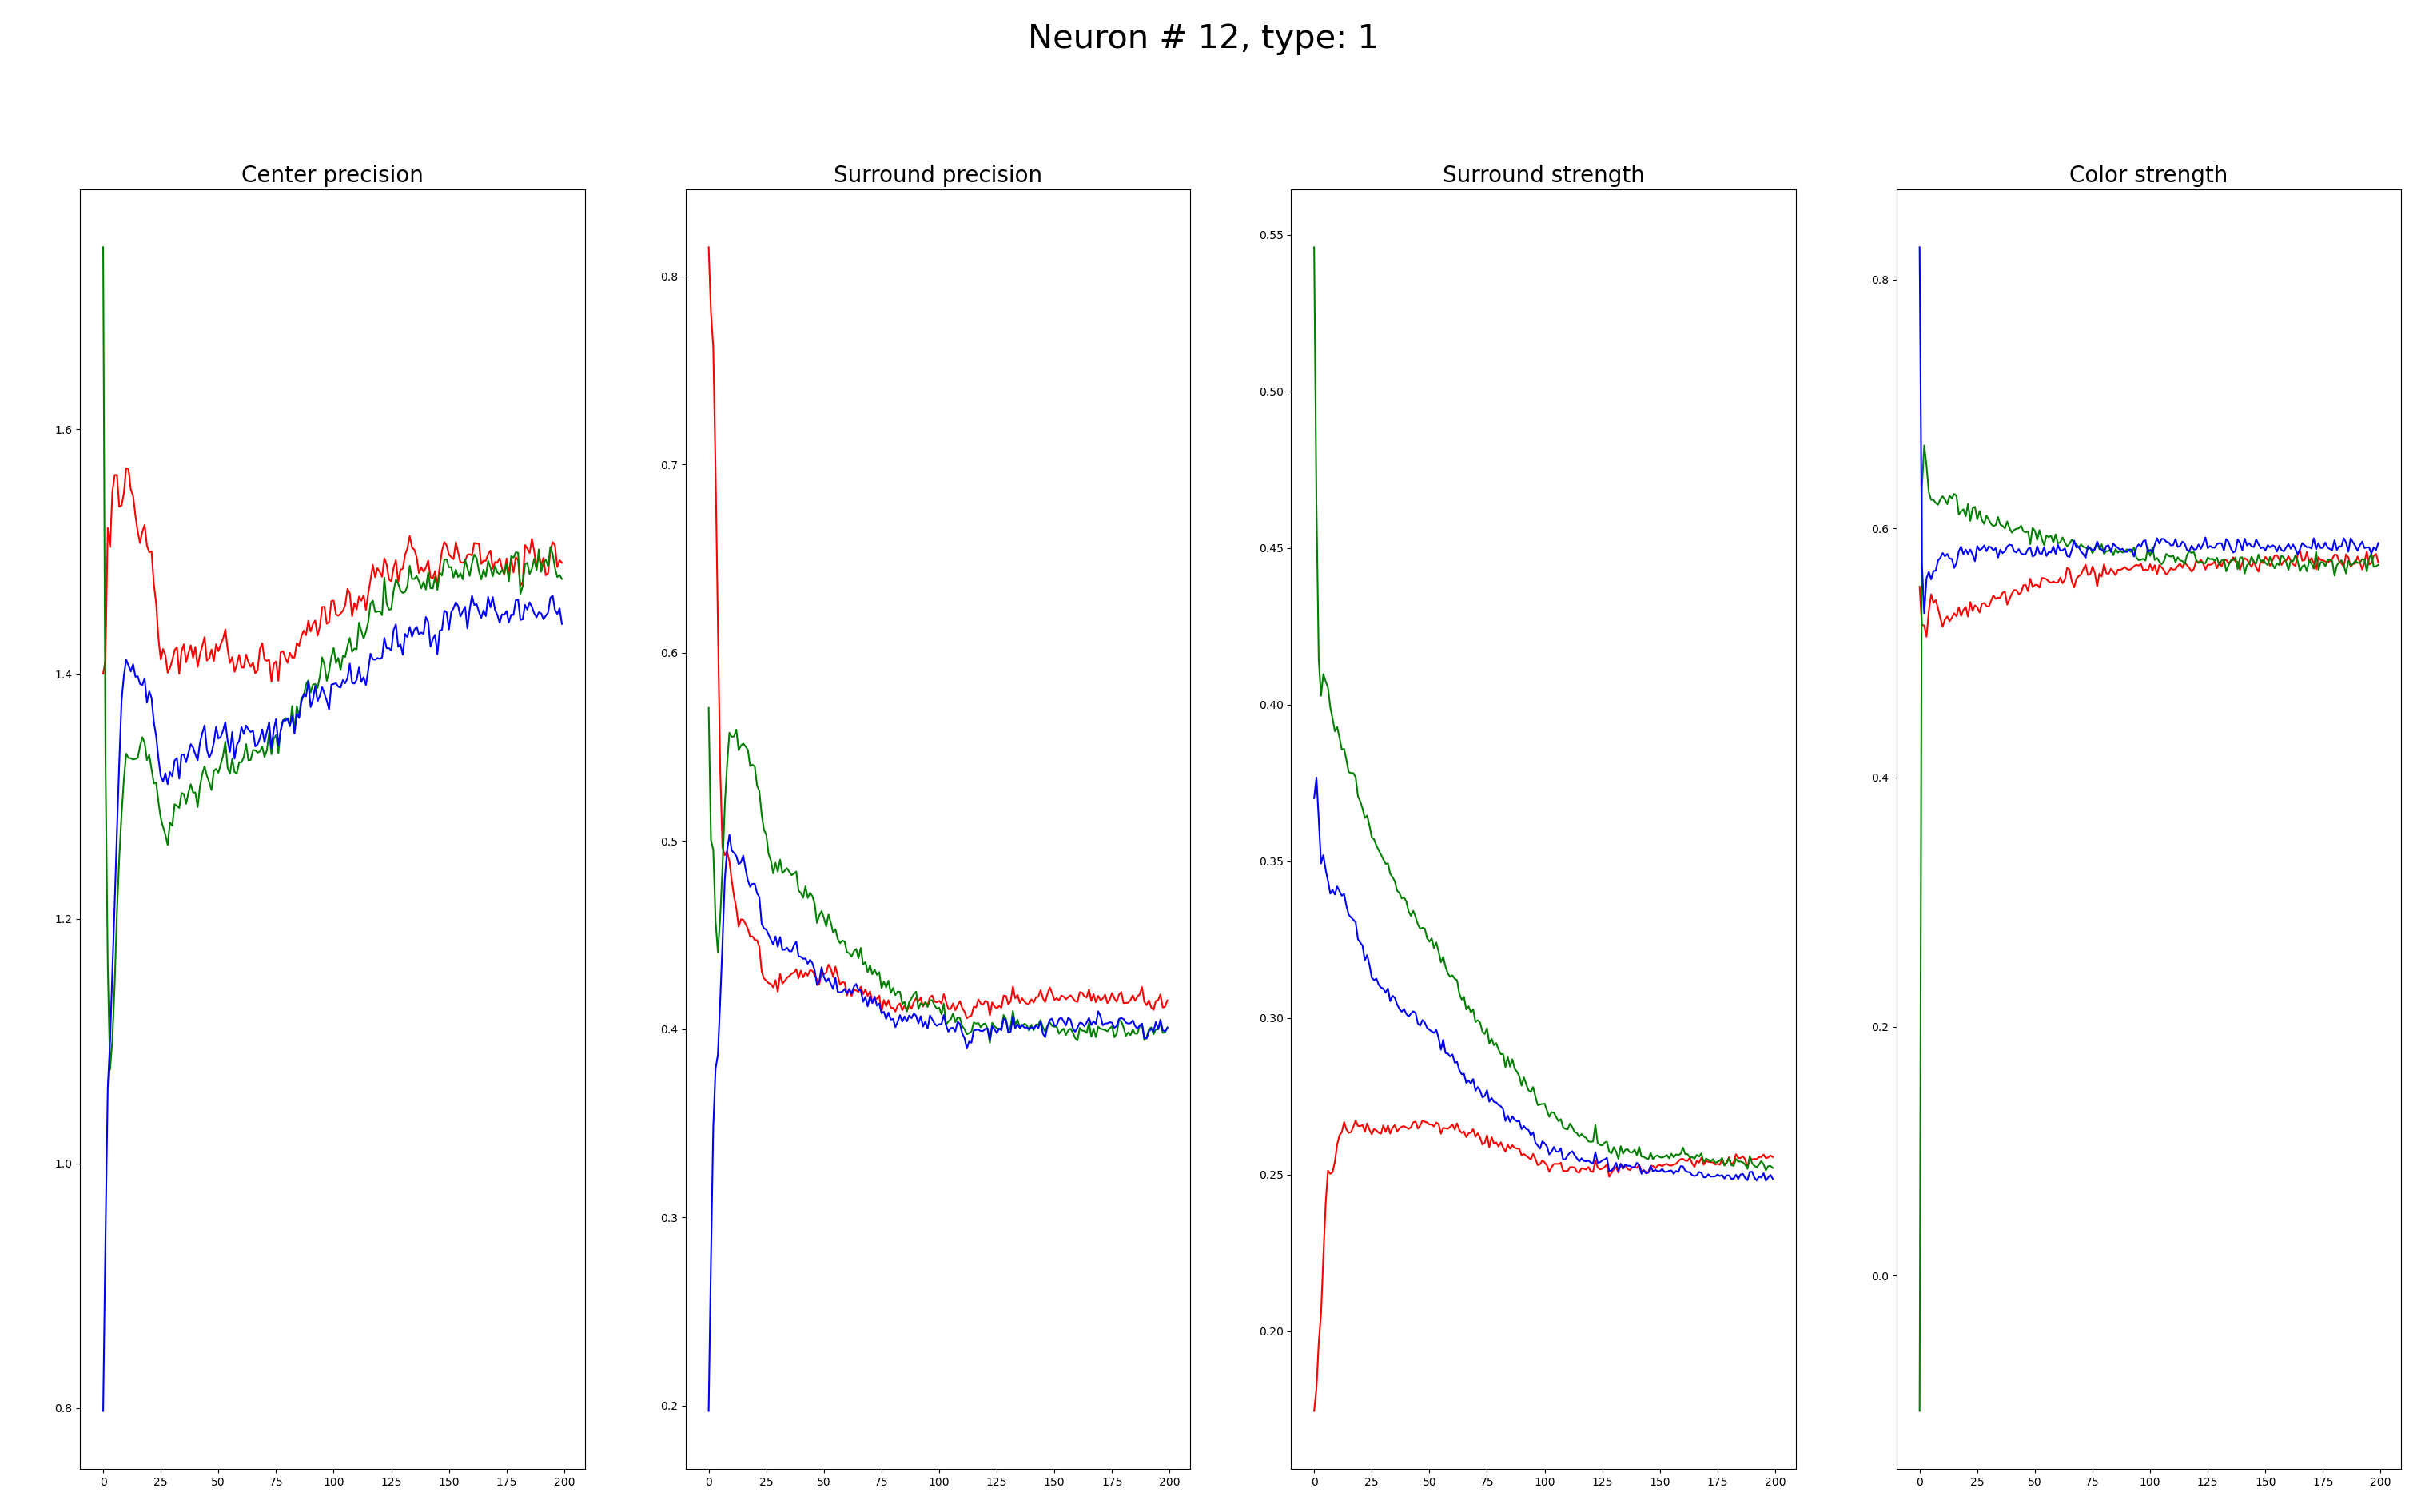 Neuron # 12, type: 1
Center precision
Surround precision
Surround strength
Color strength
1.6
1.4
1.2
1.0
0.8
0 25 50 75 100 125 150 175 200
0.8
0.7
0.6
0.5
0.4
0.3
0.2
0 25 50 75 100 125 150 175 200
0.55
0.50
0.45
0.40
0.35
0.30
0.25
0.20
0 25 50 75 100 125 150 175 200
0.8
0.6
0.4
0.2
0.0
0 25 50 75 100 125 150 175 200